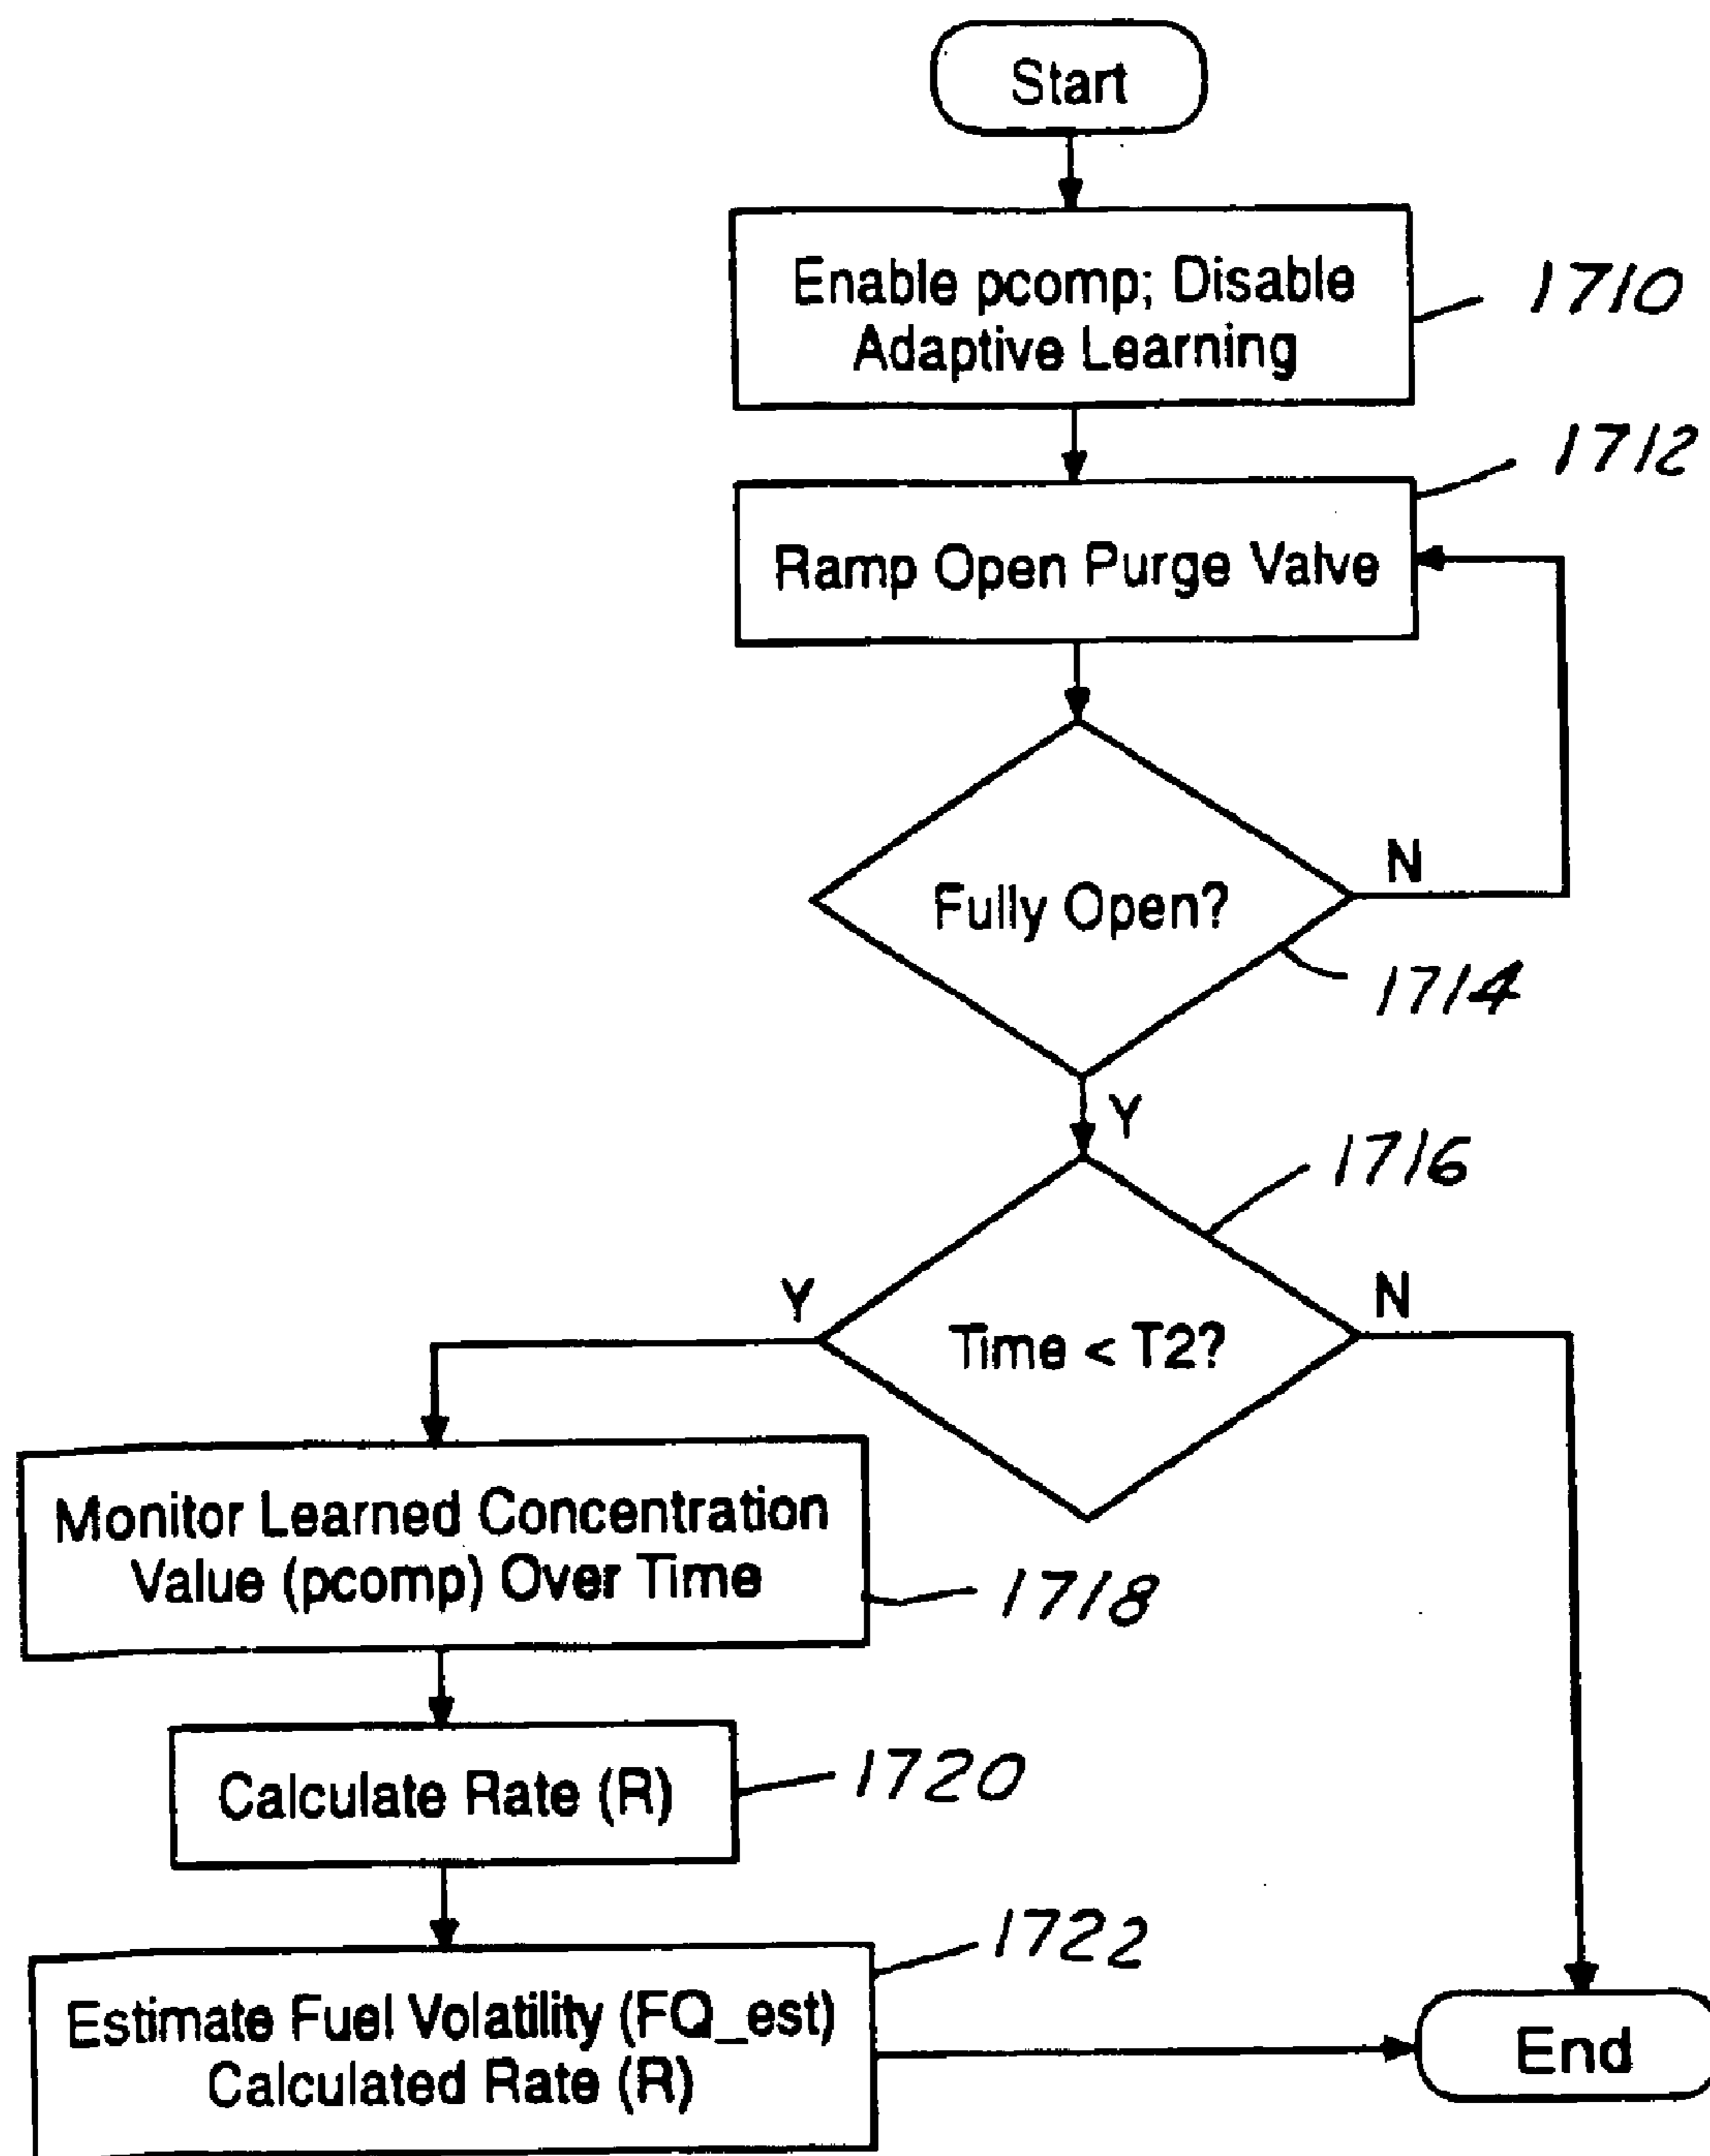 Start
Enable pcomp; Disable
Adaptive Learning
1710
1712
Ramp Open Purge Valve
N
Fully Open?
1714
Y
1716
Y
N
Time < T2?
Monitor Learned Concentration
Value (pcomp) Over Time
1718
Calculate Rate (R)
1720
1722
Estimate Fuel Volatility (FQ_est)
Calculated Rate (R)
End